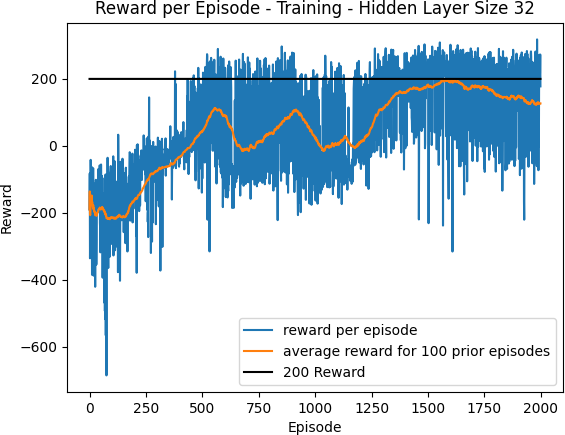 Reward per Episode - Training - Hidden Layer Size 32
Reward
200
0
−200
−400
−600
reward per episode
average reward for 100 prior episodes
200 Reward
0 250 500 750 1000 1250 1500 1750 2000
Episode